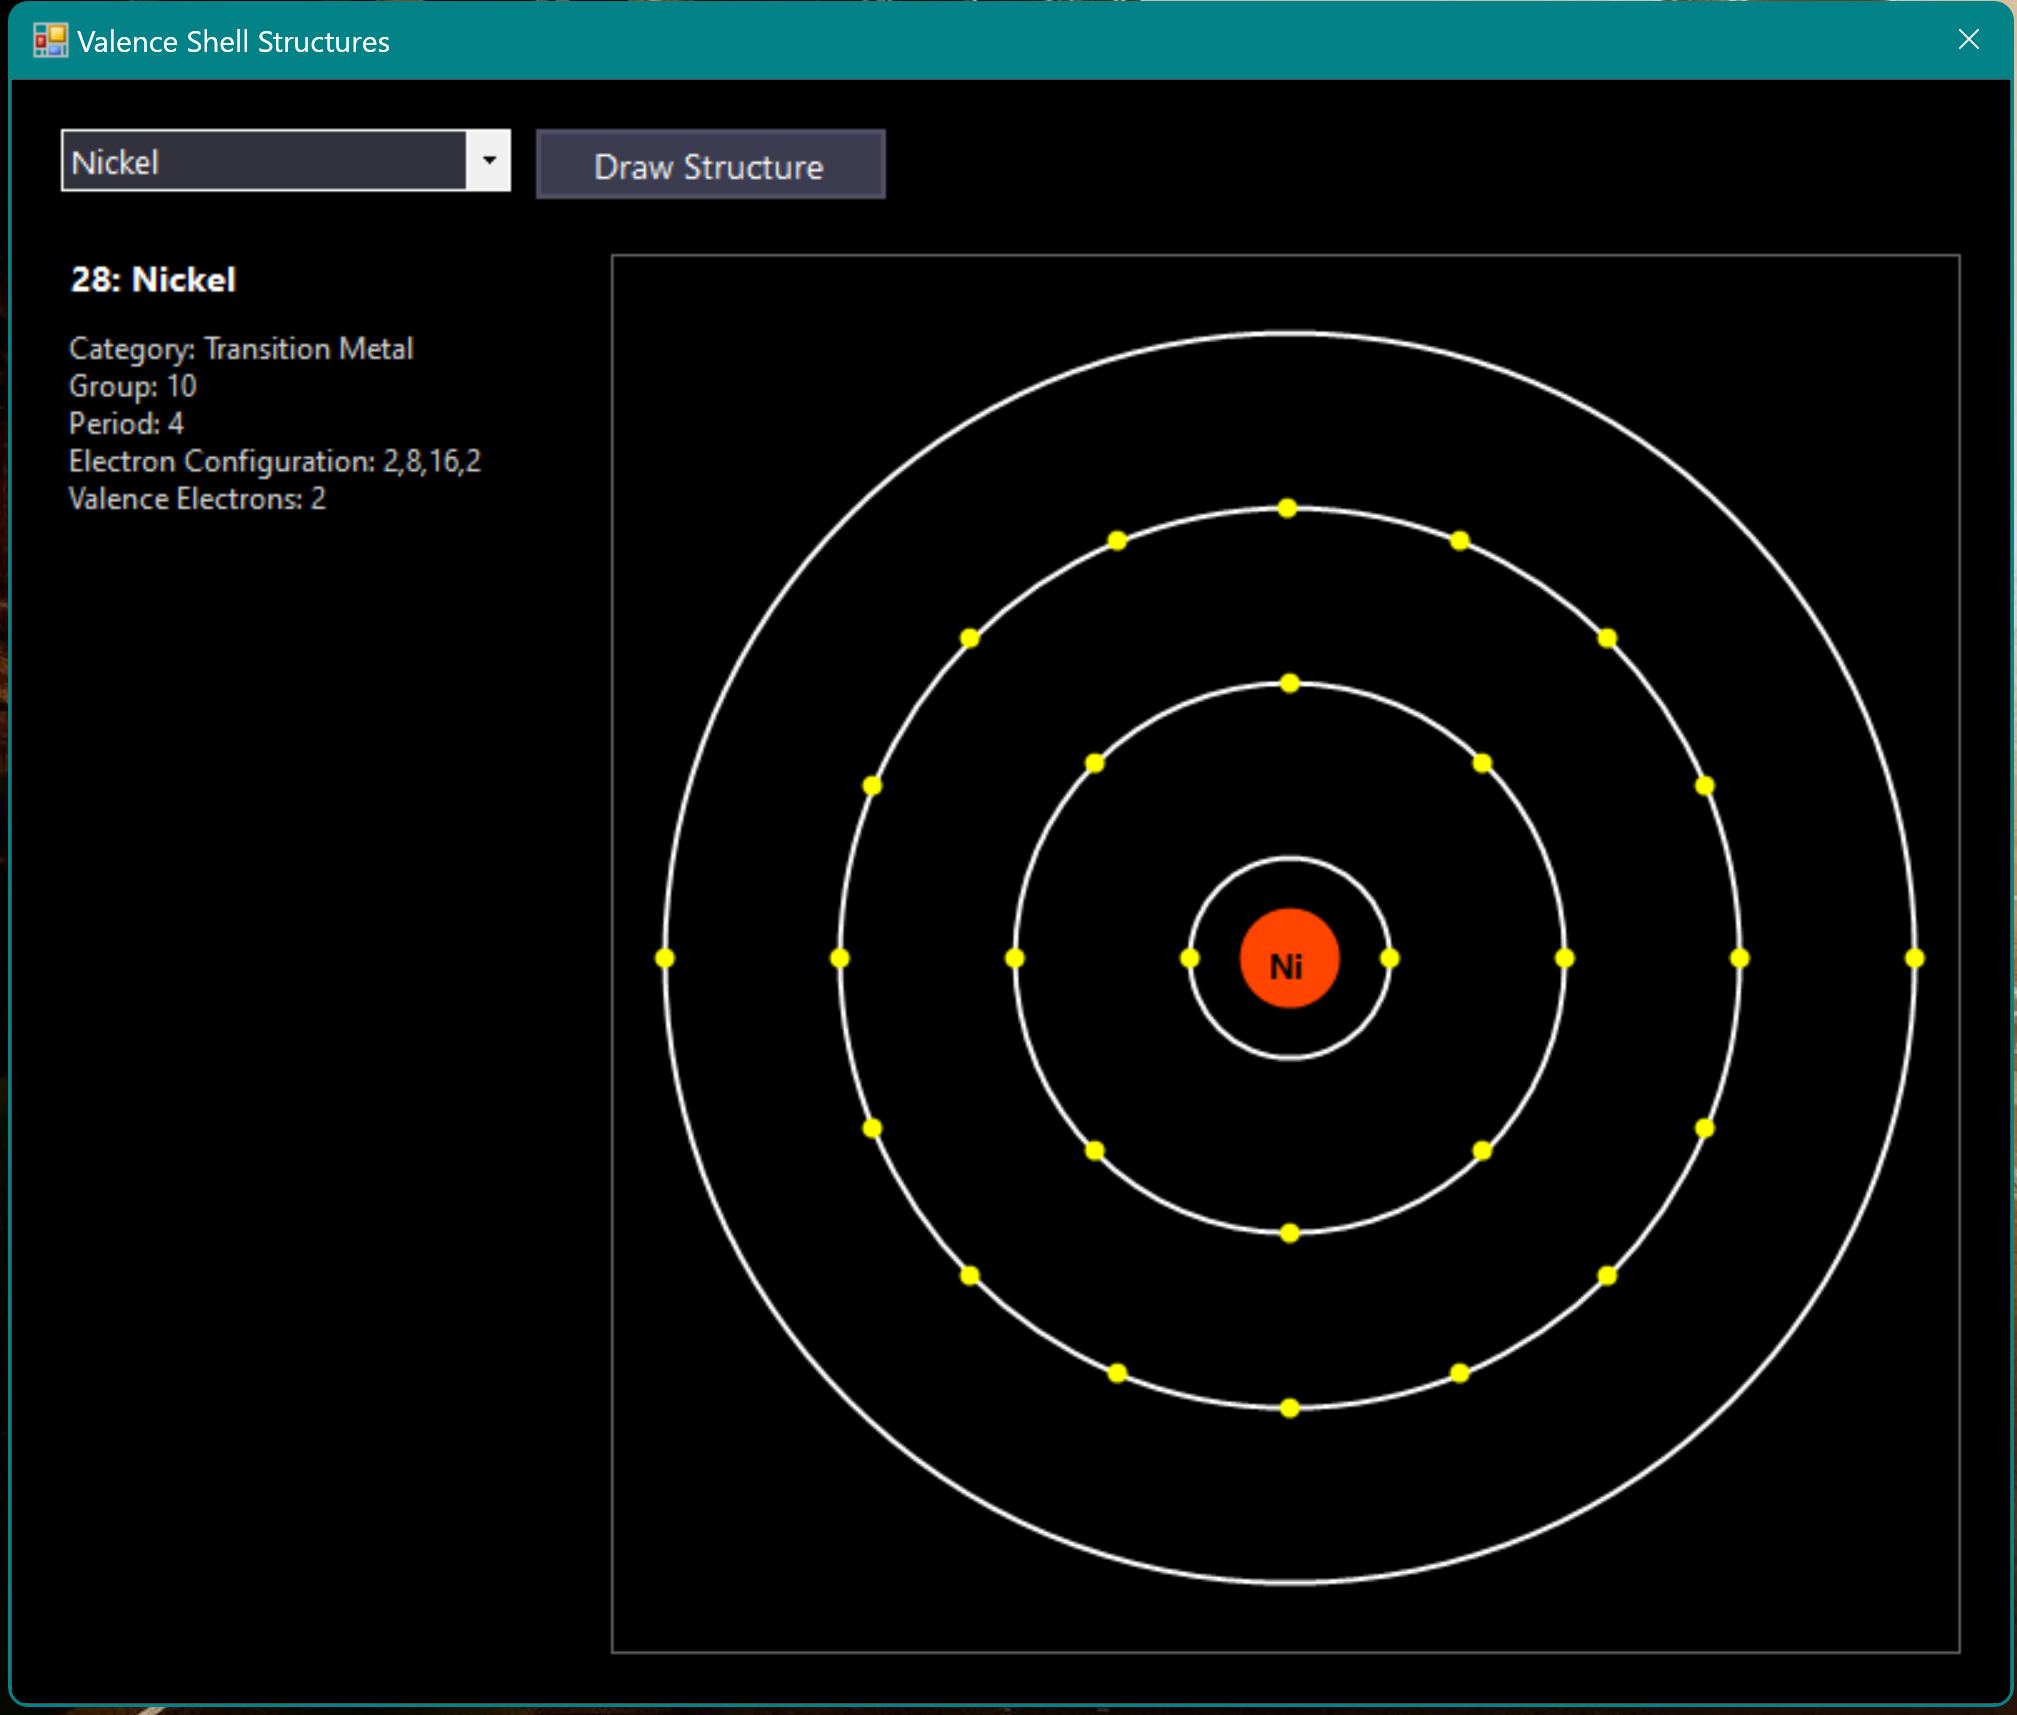 Valence Shell Structures
Nickel
Draw Structure
28: Nickel
Category: Transition Metal
Group: 10
Period: 4
Electron Configuration: 2,8,16,2
Valence Electrons: 2
Ni